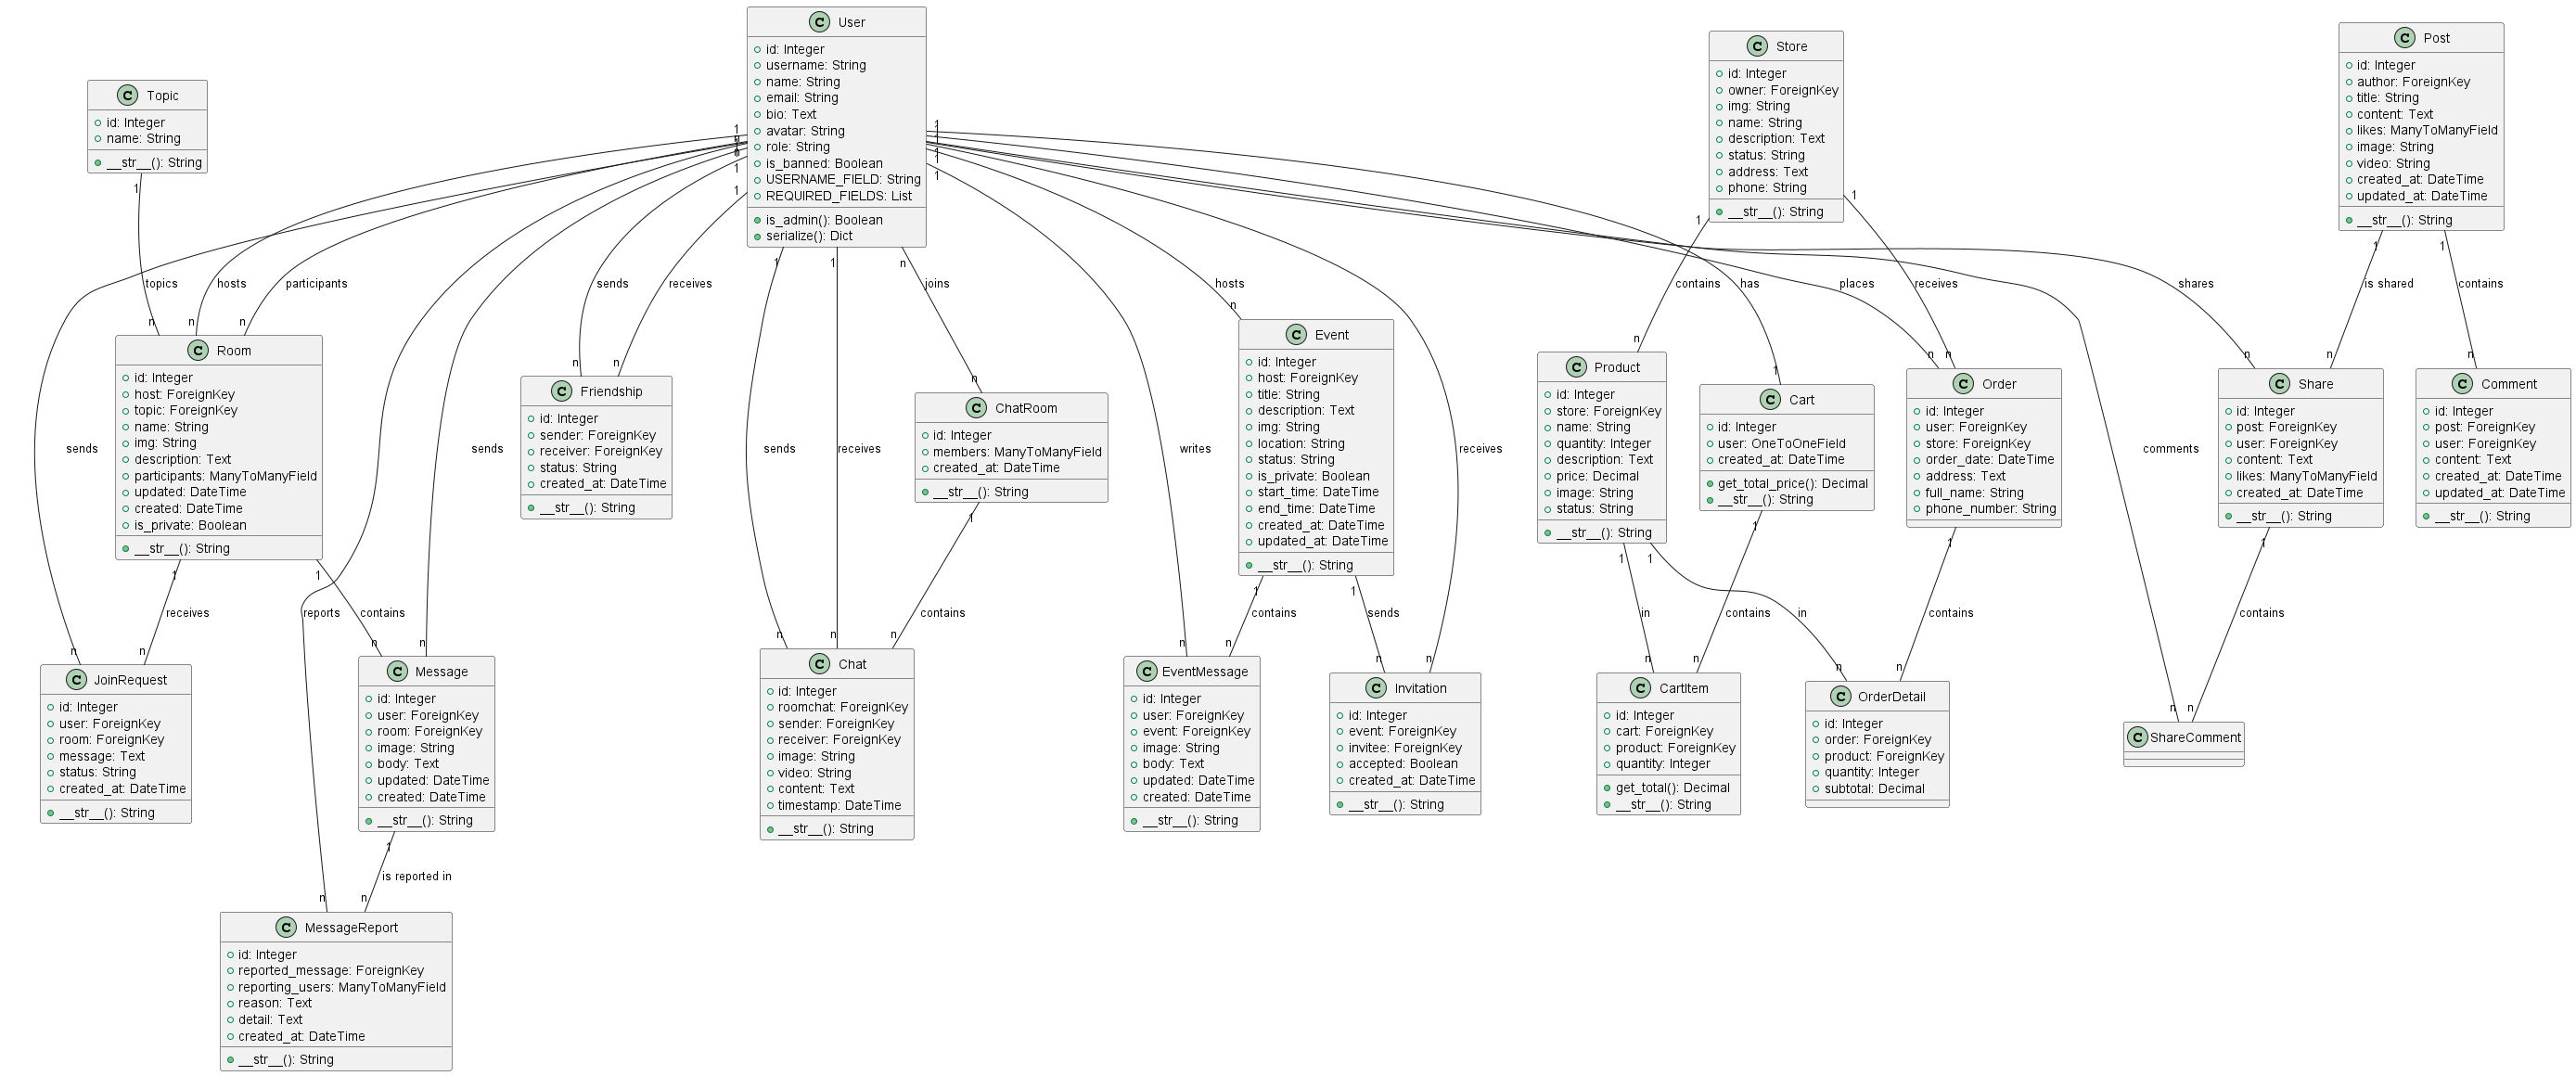 User
id: Integer
username: String
name: String
email: String
bio: Text
avatar: String
role: String
is_banned: Boolean
USERNAME_FIELD: String
REQUIRED_FIELDS: List
is_admin(): Boolean
serialize(): Dict
Store
id: Integer
owner: ForeignKey
img: String
name: String
description: Text
status: String
address: Text
phone: String
__str__(): String
Post
id: Integer
author: ForeignKey
title: String
content: Text
likes: ManyToManyField
image: String
video: String
created_at: DateTime
updated_at: DateTime
__str__(): String
Topic
id: Integer
name: String
__str__(): String
topics
hosts
participants
sends
receives
joins
hosts
contains
has
receives
places
shares
is shared
contains
Room
id: Integer
host: ForeignKey
topic: ForeignKey
name: String
img: String
description: Text
participants: ManyToManyField
updated: DateTime
created: DateTime
is_private: Boolean
__str__(): String
Friendship
id: Integer
sender: ForeignKey
receiver: ForeignKey
status: String
created_at: DateTime
__str__(): String
ChatRoom
id: Integer
members: ManyToManyField
created_at: DateTime
__str__(): String
Event
id: Integer
host: ForeignKey
title: String
description: Text
img: String
location: String
status: String
is_private: Boolean
start_time: DateTime
end_time: DateTime
created_at: DateTime
updated_at: DateTime
__str__(): String
Product
id: Integer
store: ForeignKey
name: String
quantity: Integer
description: Text
price: Decimal
image: String
status: String
__str__(): String
Cart
id: Integer
user: OneToOneField
created_at: DateTime
get_total_price(): Decimal
__str__(): String
Order
id: Integer
user: ForeignKey
store: ForeignKey
order_date: DateTime
address: Text
full_name: String
phone_number: String
Share
id: Integer
post: ForeignKey
user: ForeignKey
content: Text
likes: ManyToManyField
created_at: DateTime
__str__(): String
Comment
id: Integer
post: ForeignKey
user: ForeignKey
content: Text
created_at: DateTime
updated_at: DateTime
__str__(): String
sends
sends
sends
receives
writes
receives
comments
receives
reports
contains
contains
contains
sends
in
contains
in
contains
contains
JoinRequest
id: Integer
user: ForeignKey
room: ForeignKey
message: Text
status: String
created_at: DateTime
__str__(): String
Message
id: Integer
user: ForeignKey
room: ForeignKey
image: String
body: Text
updated: DateTime
created: DateTime
__str__(): String
Chat
id: Integer
roomchat: ForeignKey
sender: ForeignKey
receiver: ForeignKey
image: String
video: String
content: Text
timestamp: DateTime
__str__(): String
EventMessage
id: Integer
user: ForeignKey
event: ForeignKey
image: String
body: Text
updated: DateTime
created: DateTime
__str__(): String
Invitation
id: Integer
event: ForeignKey
invitee: ForeignKey
accepted: Boolean
created_at: DateTime
__str__(): String
CartItem
id: Integer
cart: ForeignKey
product: ForeignKey
quantity: Integer
get_total(): Decimal
__str__(): String
OrderDetail
id: Integer
order: ForeignKey
product: ForeignKey
quantity: Integer
subtotal: Decimal
ShareComment
is reported in
MessageReport
id: Integer
reported_message: ForeignKey
reporting_users: ManyToManyField
reason: Text
detail: Text
created_at: DateTime
__str__(): String